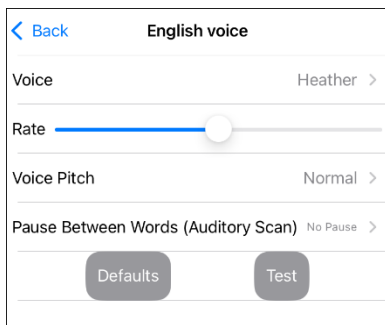 Back English voice
Voice Heather
Rate
Voice Pitch Normal
Pause Between Words (Auditory Scan) No Pause
Defaults Test